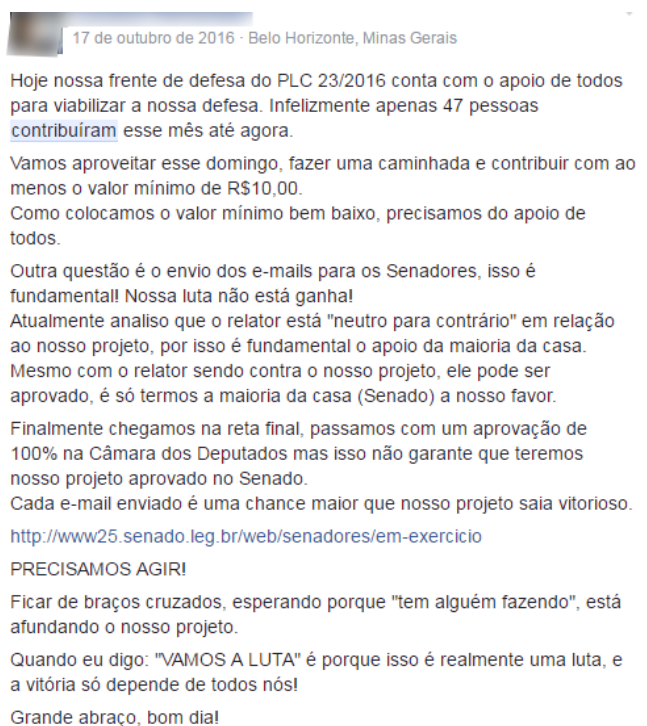 17 de outubro de 2016 · Belo Horizonte, Minas Gerais
Hoje nossa frente de defesa do PLC 23/2016 conta com o apoio de todos
para viabilizar a nossa defesa. Infelizmente apenas 47 pessoas
contribuíram esse mês até agora.
Vamos aproveitar esse domingo, fazer uma caminhada e contribuir com ao
menos o valor mínimo de R$10,00.
Como colocamos o valor mínimo bem baixo, precisamos do apoio de
todos.
Outra questão é o envio dos e-mails para os Senadores, isso é
fundamental! Nossa luta não está ganha!
Atualmente analiso que o relator está "neutro para contrário" em relação
ao nosso projeto, por isso é fundamental o apoio da maioria da casa.
Mesmo com o relator sendo contra o nosso projeto, ele pode ser
aprovado, é só termos a maioria da casa (Senado) a nosso favor.
Finalmente chegamos na reta final, passamos com um aprovação de
100% na Câmara dos Deputados mas isso não garante que teremos
nosso projeto aprovado no Senado.
Cada e-mail enviado é uma chance maior que nosso projeto saia vitorioso.
http://www25.senado.leg.br/web/senadores/em-exercicio
PRECISAMOS AGIR!
Ficar de braços cruzados, esperando porque "tem alguém fazendo", está
afundando o nosso projeto.
Quando eu digo: "VAMOS A LUTA" é porque isso é realmente uma luta, e
a vitória só depende de todos nós!
Grande abraço, bom dia!